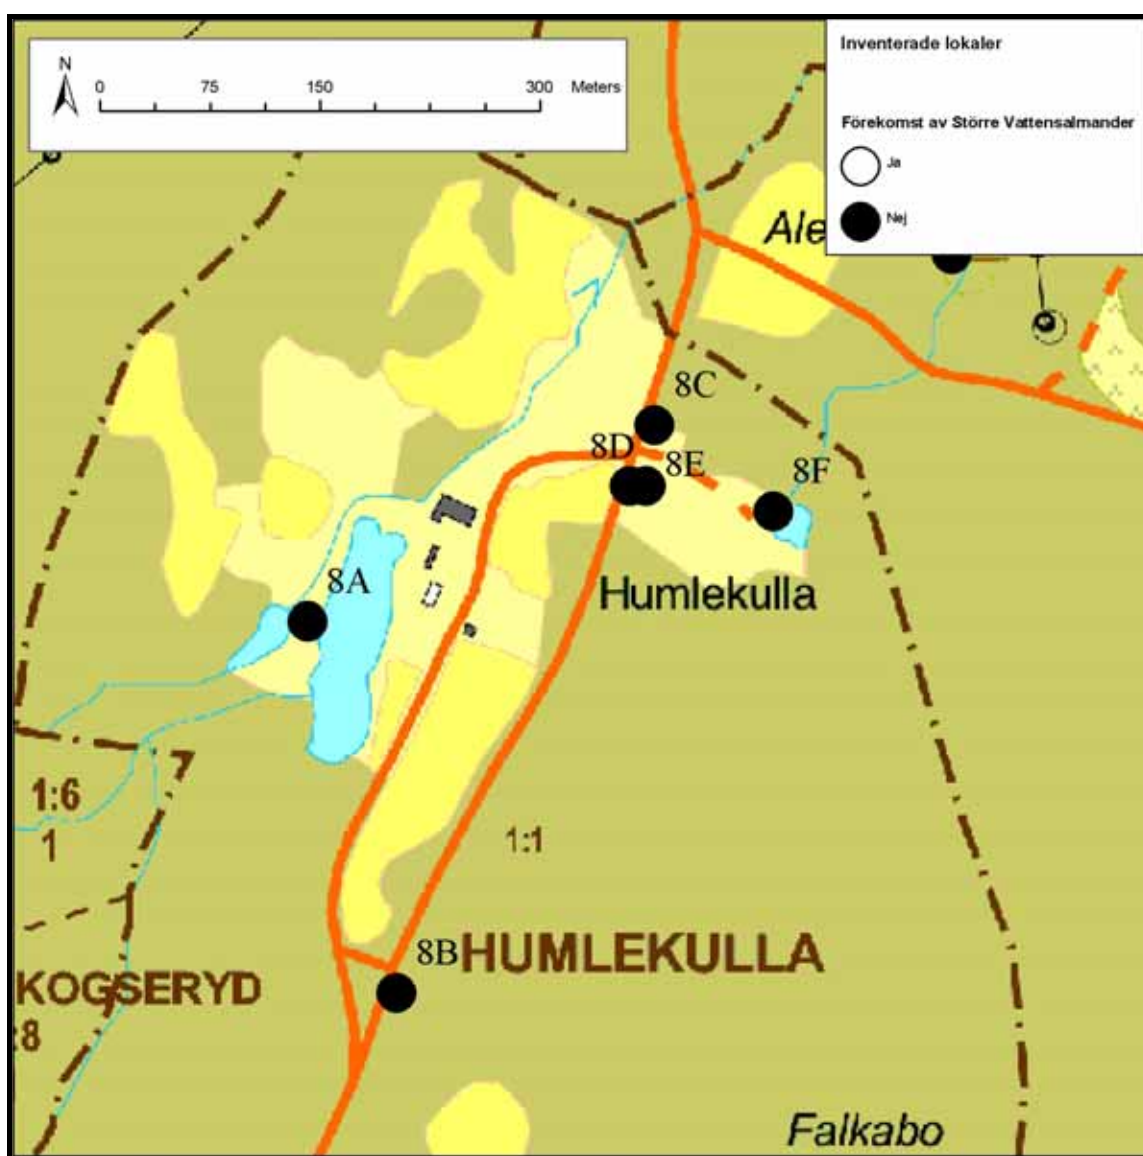 N
0 75 150 300 Meters
Inventerade lokaler
Förekomst av Större Vattensalmander
Ja
Nej
Ale
8C
8D
8E
8F
8A
Humlekulla
1:6
1
1:1
8B
HUMLEKULLA
KOGSERYD
:8
Falkabo